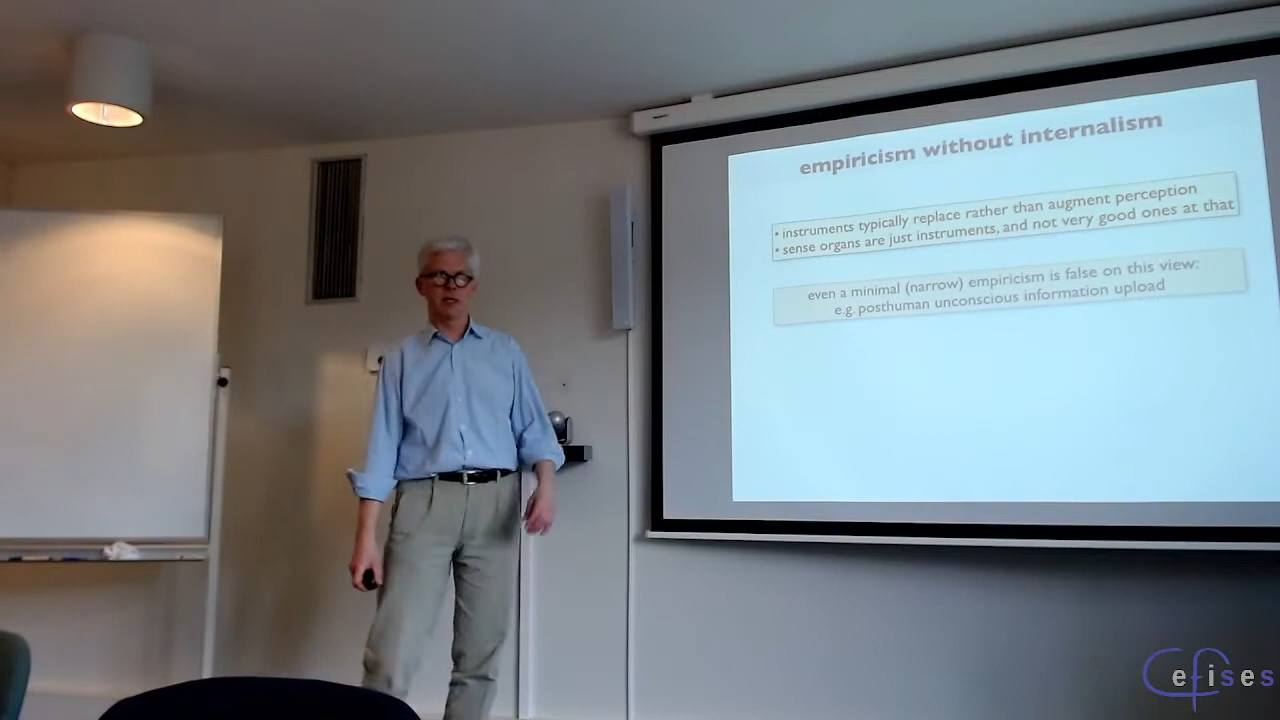 empiricism without internalism
• instruments typically replace rather than augment perception
• sense organs are just instruments, and not very good ones at that
even a minimal (narrow) empiricism is false on this view:
e.g. posthuman unconscious information upload
efises